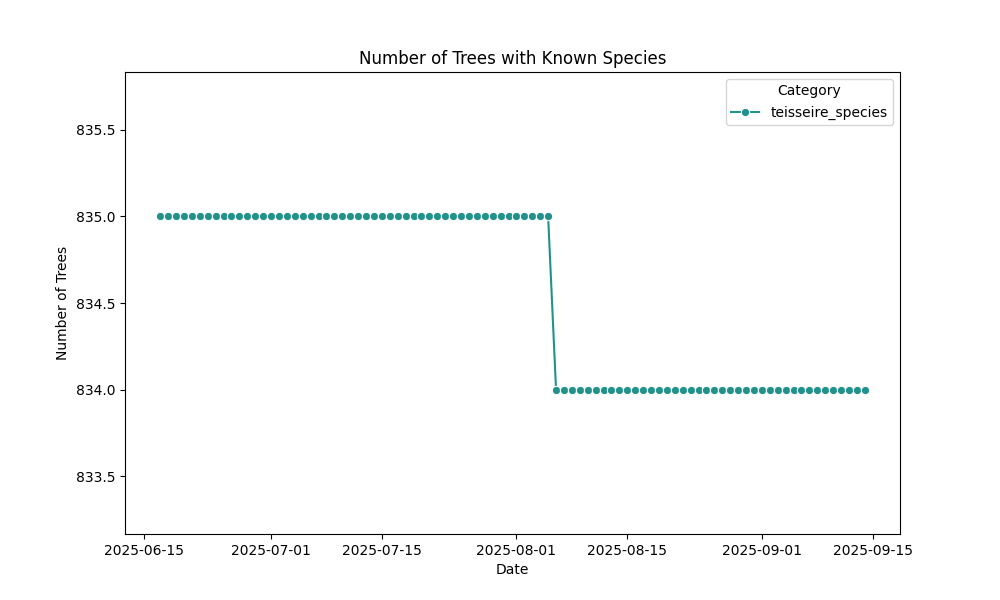 Number of Trees with Known Species
Category
teisseire_species
Number of Trees
835.5
835.0
834.5
834.0
833.5
2025-06-15 2025-07-01 2025-07-15 2025-08-01 2025-08-15 2025-09-01 2025-09-15
Date